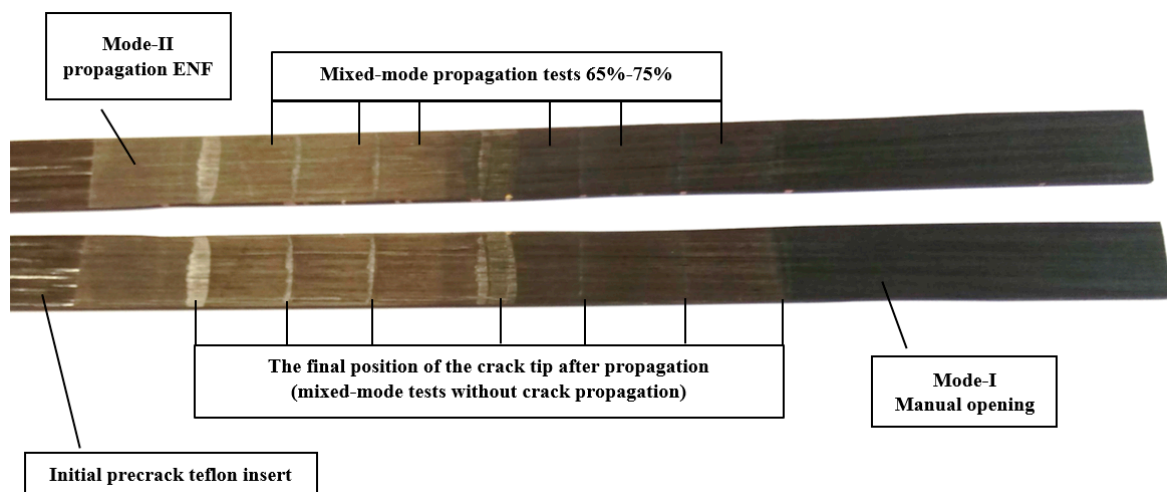 Mode-II
propagation ENF
Mixed-mode propagation tests 65%-75%
The final position of the crack tip after propagation
(mixed-mode tests without crack propagation)
Mode-I
Manual opening
Initial precrack teflon insert